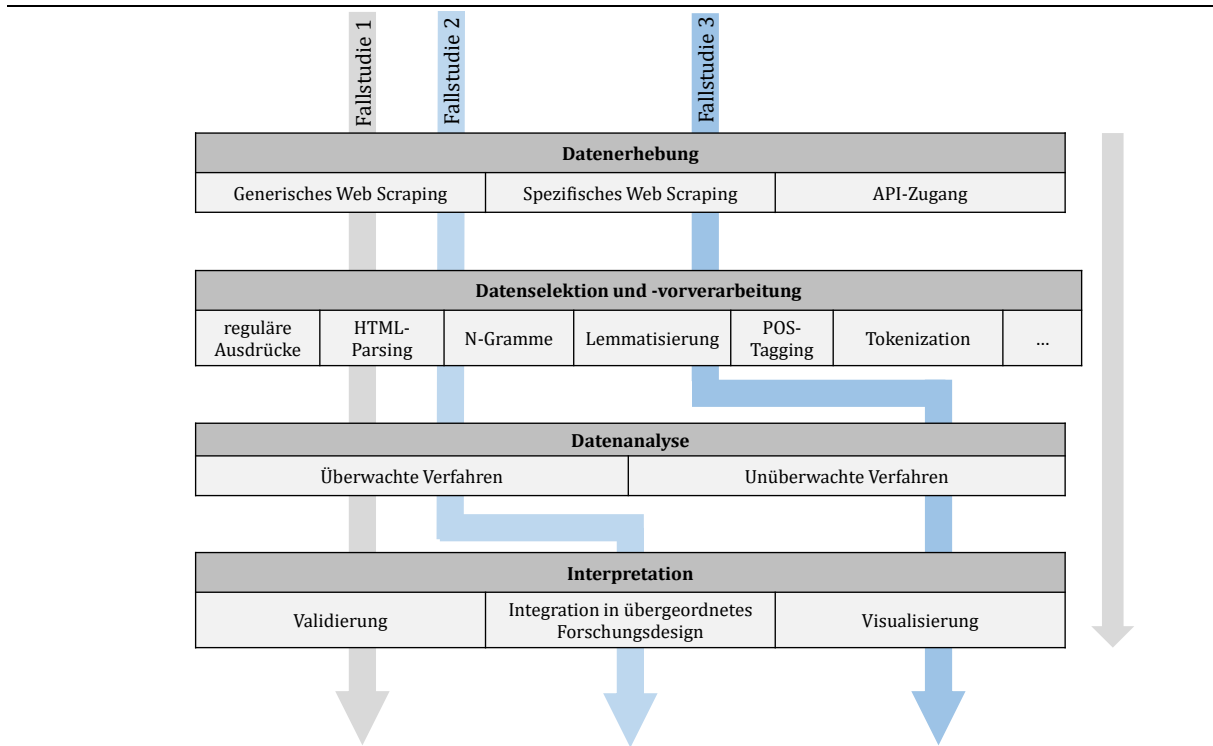 Fallstudie 1
Fallstudie 2
Fallstudie 3
Datenerhebung
Generisches Web Scraping
Spezifisches Web Scraping
API-Zugang
Datenselektion und -vorverarbeitung
reguläre
Ausdrücke
HTML-
Parsing
N-Gramme
Lemmatisierung
POS-
Tagging
Tokenization
...
Datenanalyse
Überwachte Verfahren
Unüberwachte Verfahren
Interpretation
Validierung
Integration in übergeordnetes
Forschungsdesign
Visualisierung